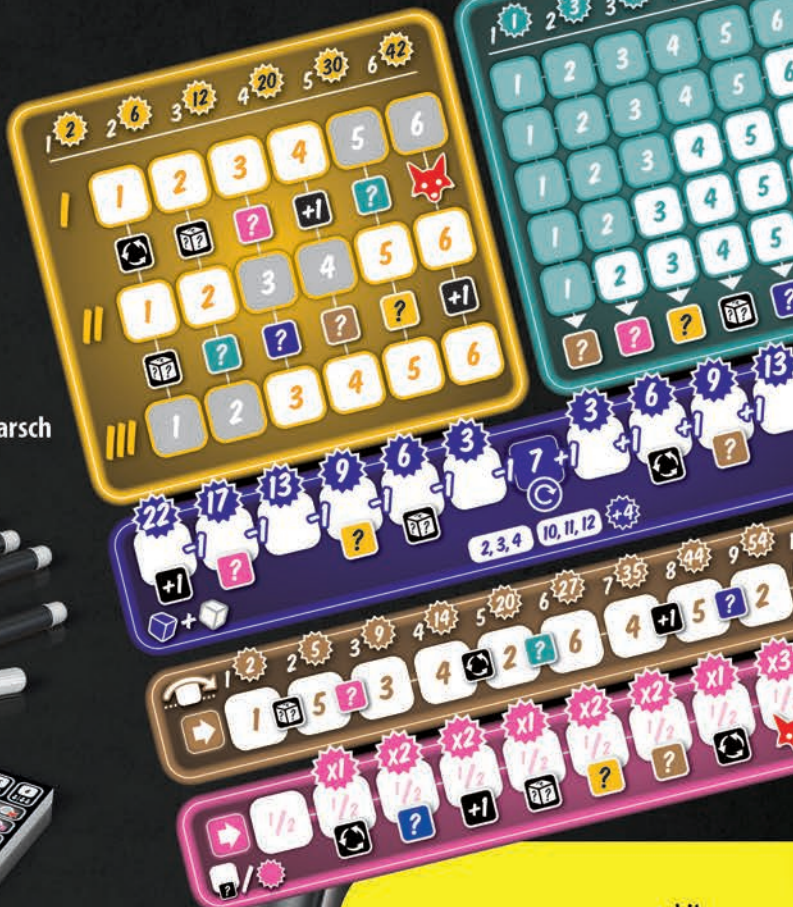 1 2 2 6 3 12 4 20 5 30 6 42
I 1 2 3 4 5 6
? ? ? +1 ?
II 1 2 3 4 5 6
? ? ? ? ? ? +1
III 1 2 3 4 5 6
1 1 2 3 3
1 2 3 4 5 6
1 2 3 4 5 6
1 2 3 4 5
1 2 3 4 5
1 2 3 4 5
? ? ? ? ? ?
arsch
22 17 13 9 6 3 7 3 6 9 13
-1 -1 -1 -1 -1 -1 +1 +1 +1 +1
+1 ? ? ? ? ?
2, 3, 4 10, 11, 12 +4
+
1 2 2 5 3 9 4 14 5 20 6 27 7 35 8 44 9 54
1 ? ? 5 ? 3 4 2 ? 6 4 +1 5 ? 2
x1 x2 x2 x1 x2 x2 x1 x3
1/2 1/2 1/2 1/2 1/2 1/2 1/2 1/2 1/2
? +1 ? ? ? ?
? /